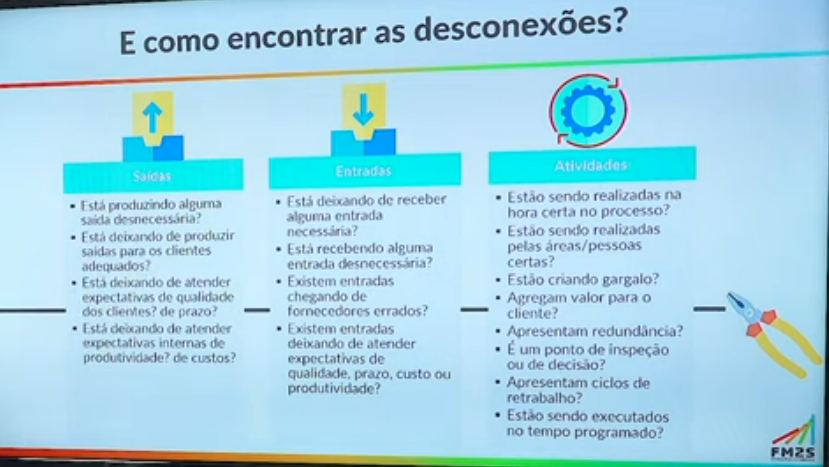 E como encontrar as desconexões?
Saídas
• Está produzindo alguma
saída desnecessária?
• Está deixando de produzir
saídas para os clientes
adequados?
• Está deixando de atender
expectativas de qualidade
dos clientes? de prazo?
• Está deixando de atender
expectativas internas de
produtividade? de custos?
Entradas
• Está deixando de receber
alguma entrada
necessária?
• Está recebendo alguma
entrada desnecessária?
• Existem entradas
chegando de
fornecedores errados?
• Existem entradas
deixando de atender
expectativas de
qualidade, prazo, custo ou
produtividade?
Atividades
• Estão sendo realizadas na
hora certa no processo?
• Estão sendo realizadas
pelas áreas/pessoas
certas?
• Estão criando gargalo?
• Agregam valor para o
cliente?
• Apresentam redundância?
• É um ponto de inspeção
ou de decisão?
• Apresentam ciclos de
retrabalho?
• Estão sendo executados
no tempo programado?
FM2S